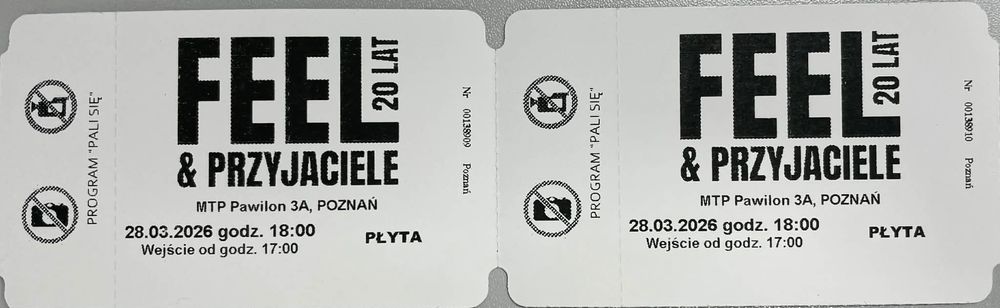 PROGRAM "PALI SIĘ"
FEEL
20 LAT
& PRZYJACIELE
MTP Pawilon 3A, POZNAŃ
28.03.2026 godz. 18:00
Wejście od godz. 17:00
PŁYTA
Nr 00138909 Poznań
PROGRAM "PALI SIĘ"
FEEL
20 LAT
& PRZYJACIELE
MTP Pawilon 3A, POZNAŃ
28.03.2026 godz. 18:00
Wejście od godz. 17:00
PŁYTA
Nr 00138910 Poznań